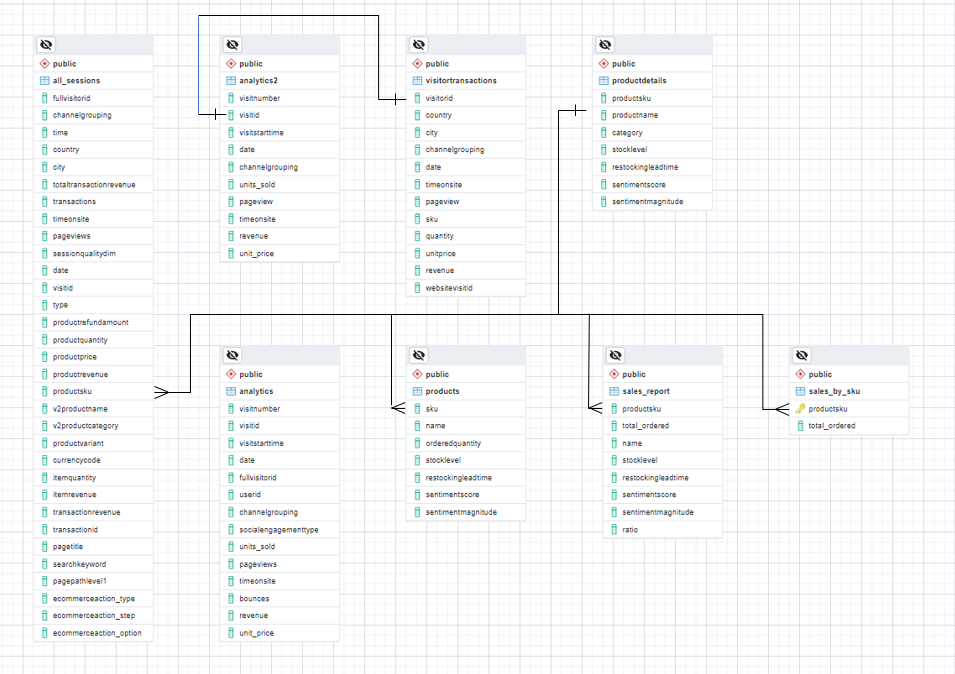 public
all_sessions
fullvisitorid
channelgrouping
time
country
city
totaltransactionrevenue
transactions
timeonsite
pageviews
sessionqualitydim
date
visitid
type
productrefundamount
productquantity
productprice
productrevenue
productsku
v2productname
v2productcategory
productvariant
currencycode
itemquantity
itemrevenue
transactionrevenue
transactionid
pagetitle
searchkeyword
pagepathlevel1
ecommerceaction_type
ecommerceaction_step
ecommerceaction_option
public
analytics2
visitnumber
visitid
visitstarttime
date
channelgrouping
units_sold
pageview
timeonsite
revenue
unit_price
public
visitortransactions
visitorid
country
city
channelgrouping
date
timeonsite
pageview
sku
quantity
unitprice
revenue
websitevisitid
public
productdetails
productsku
productname
category
stocklevel
restockingleadtime
sentimentscore
sentimentmagnitude
public
analytics
visitnumber
visitid
visitstarttime
date
fullvisitorid
userid
channelgrouping
socialengagementtype
units_sold
pageviews
timeonsite
bounces
revenue
unit_price
public
products
sku
name
orderedquantity
stocklevel
restockingleadtime
sentimentscore
sentimentmagnitude
public
sales_report
productsku
total_ordered
name
stocklevel
restockingleadtime
sentimentscore
sentimentmagnitude
ratio
public
sales_by_sku
productsku
total_ordered